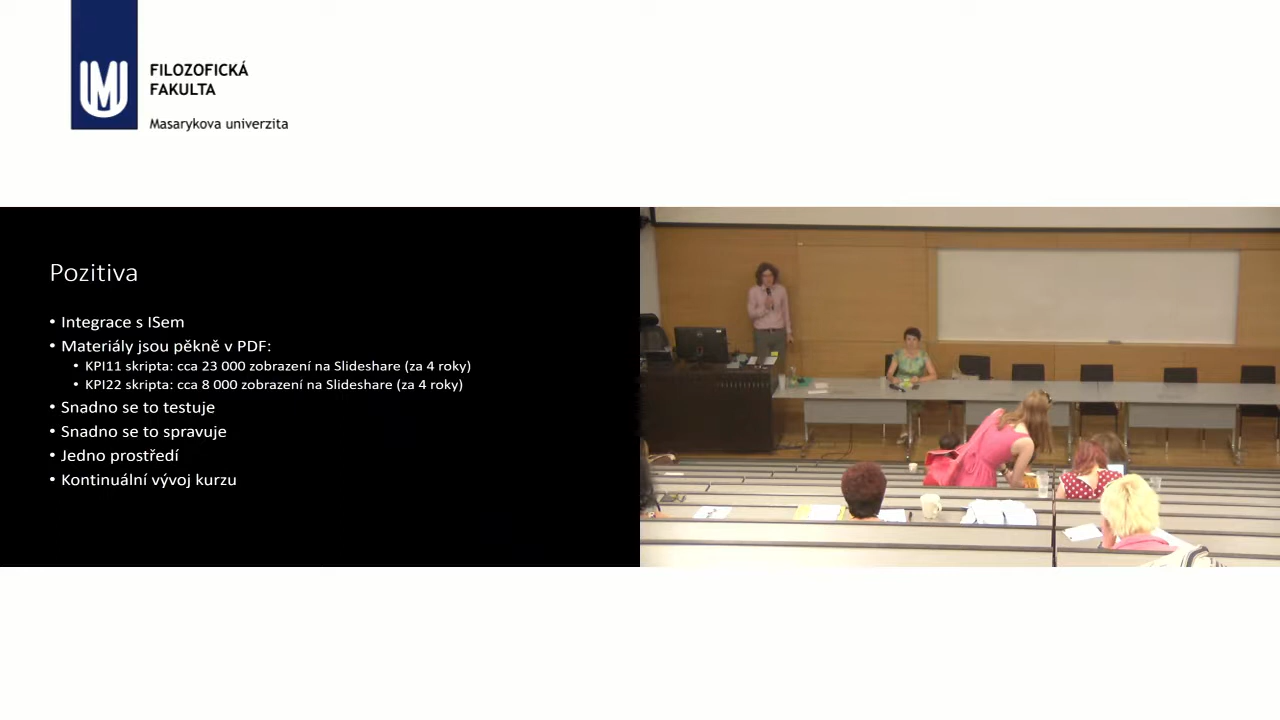 FILOZOFICKÁ
FAKULTA
Masarykova univerzita
Pozitiva
• Integrace s ISem
• Materiály jsou pěkně v PDF:
• KPI11 skripta: cca 23 000 zobrazení na Slideshare (za 4 roky)
• KPI22 skripta: cca 8 000 zobrazení na Slideshare (za 4 roky)
• Snadno se to testuje
• Snadno se to spravuje
• Jedno prostředí
• Kontinuální vývoj kurzu